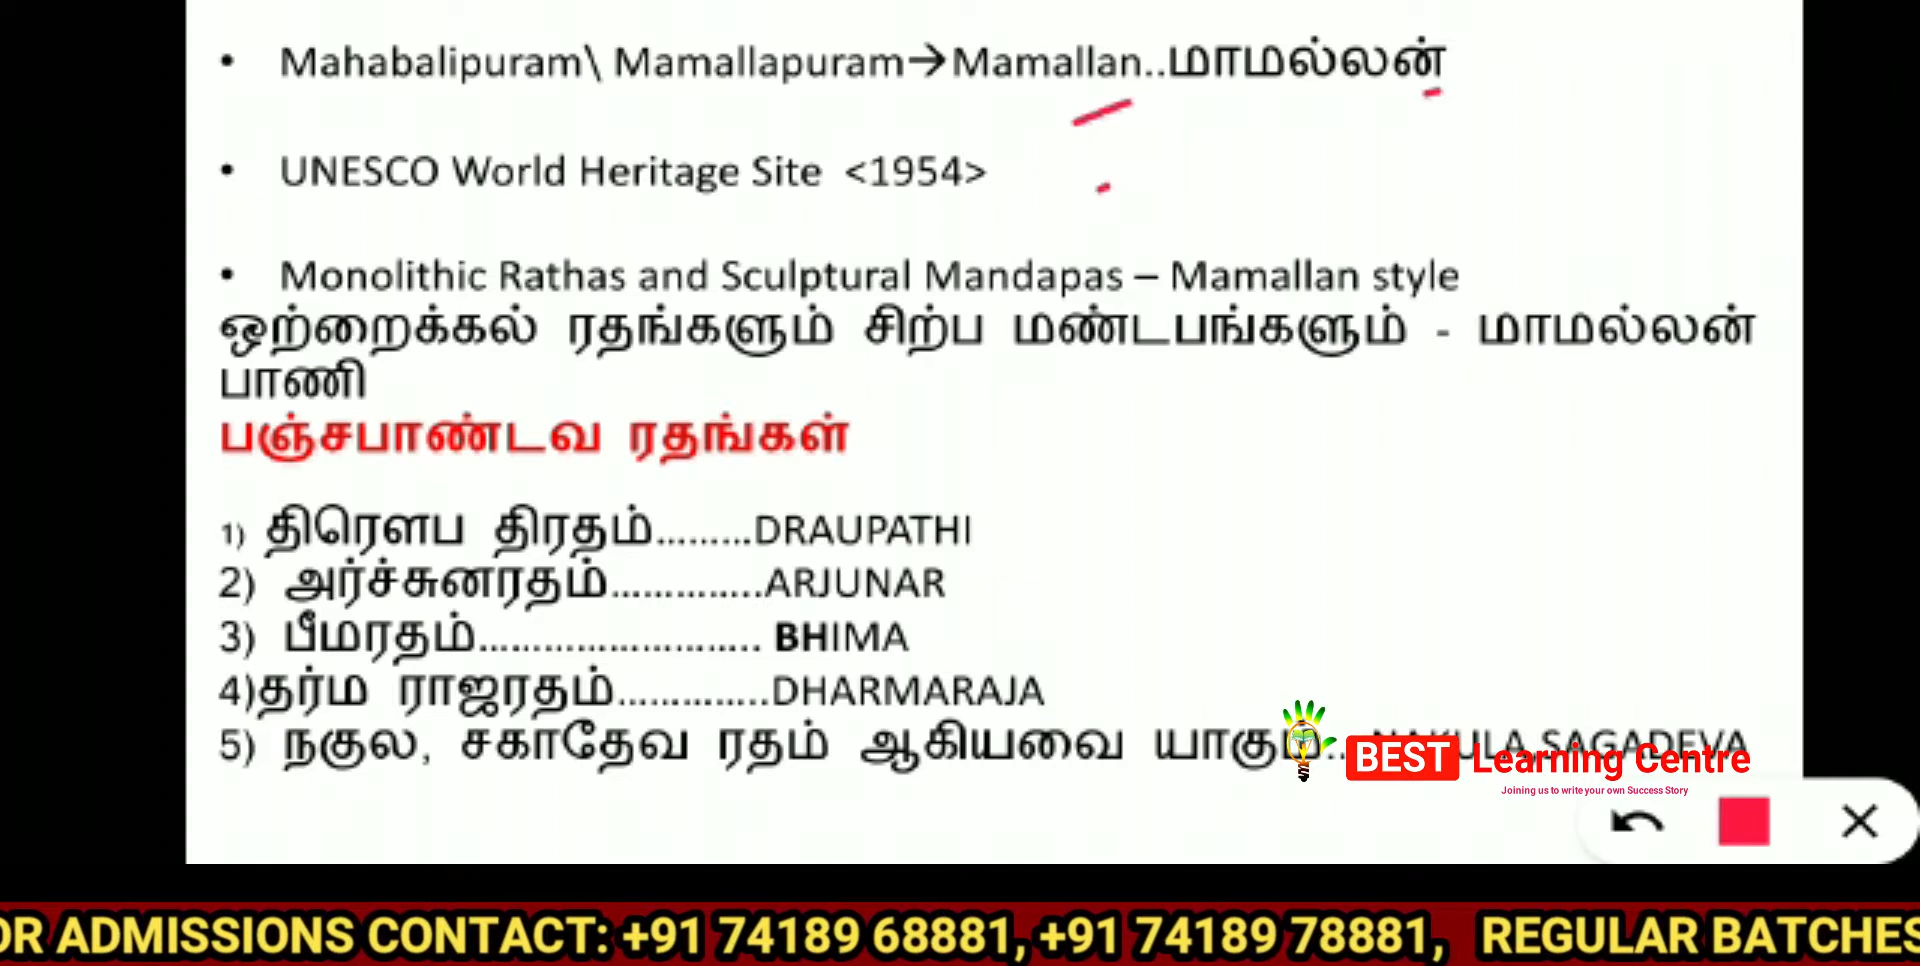 • Mahabalipuram\ Mamallapuram→Mamallan..மாமல்லன்
• UNESCO World Heritage Site <1954>
• Monolithic Rathas and Sculptural Mandapas – Mamallan style
ஒற்றைக்கல் ரதங்களும் சிற்ப மண்டபங்களும் - மாமல்லன்
பாணி
பஞ்சபாண்டவ ரதங்கள்
1) திரௌப திரதம்.........DRAUPATHI
2) அர்ச்சுனரதம்..............ARJUNAR
3) பீமரதம்.......................... BHIMA
4)தர்ம ராஜரதம்..............DHARMARAJA
5) நகுல, சகாதேவ ரதம் ஆகியவை யாகும்... NAKULA,SAGADEVA
BEST Learning Centre
Joining us to write your own Success Story
OR ADMISSIONS CONTACT: +91 74189 68881, +91 74189 78881, REGULAR BATCHES